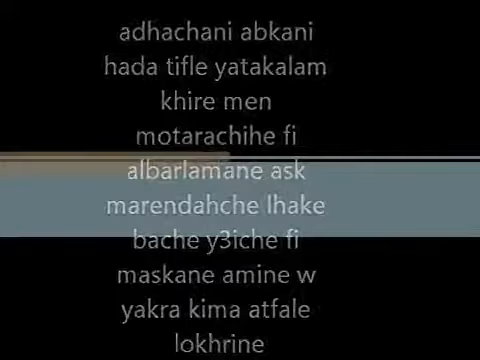 adhachani abkani
hada tifle yatakalam
khire men
motarachihe fi
albarlamane ask
marendahche lhake
bache y3iche fi
maskane amine w
yakra kima atfale
lokhrine